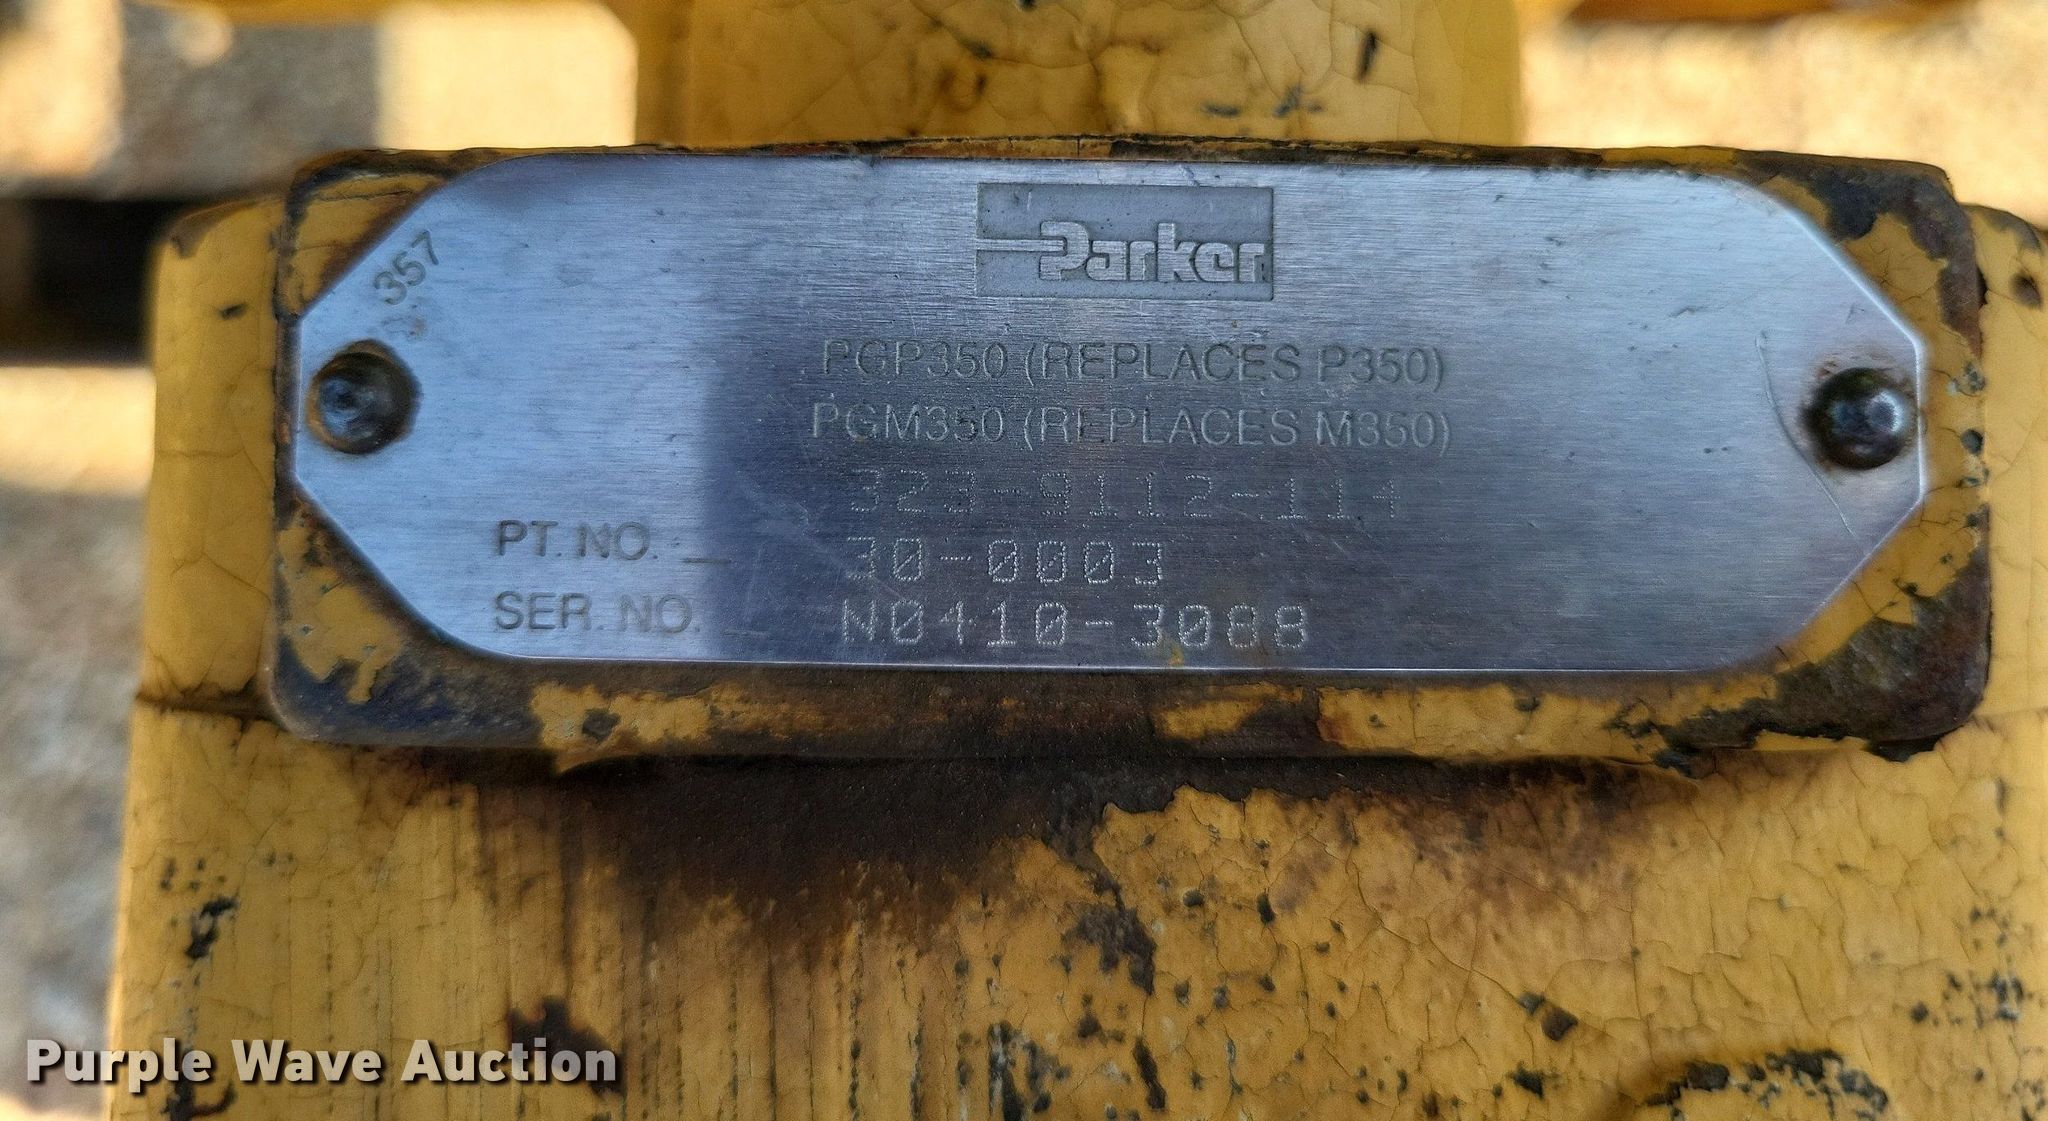 357
Parker
PGP350 (REPLACES P350)
PGM350 (REPLACES M350)
323-9112-114
PT. NO. 30-0003
SER. NO. N0410-3088
Purple Wave Auction